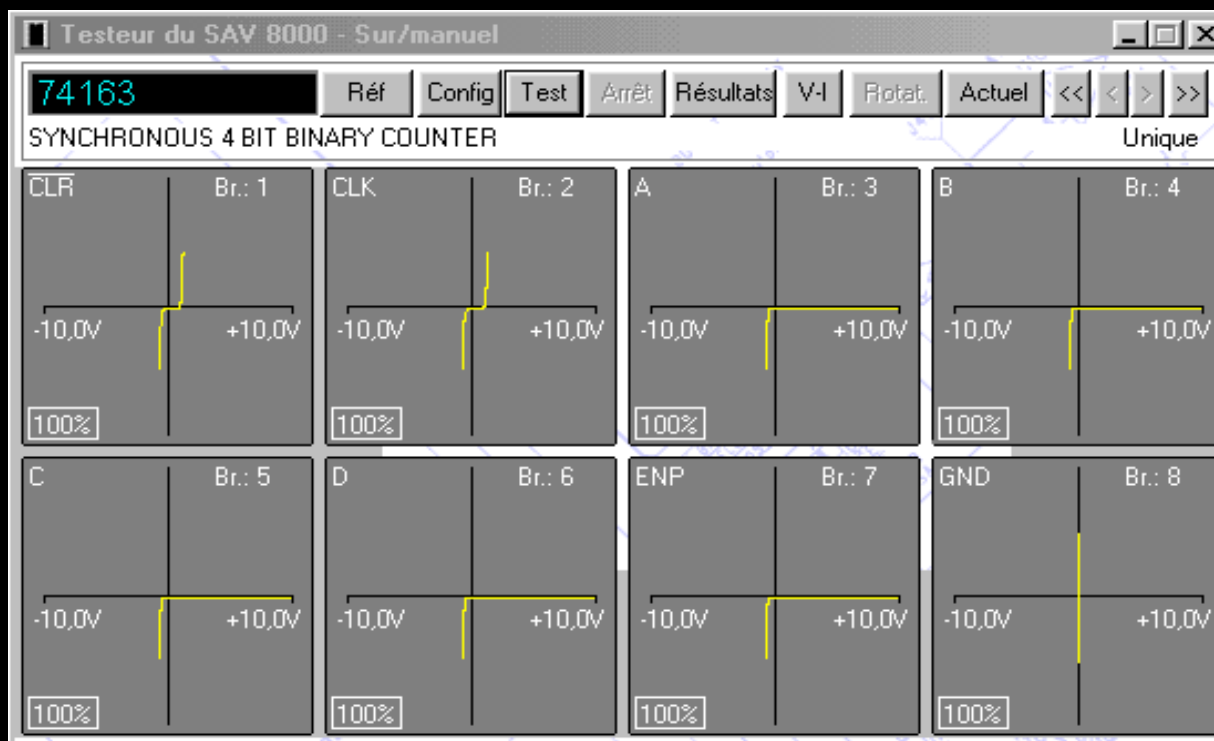 Testeur du SAV 8000 - Sur/manuel
74163 Réf Config Test Arrêt Résultats V-I Rotat. Actuel << < > >>
SYNCHRONOUS 4 BIT BINARY COUNTER Unique
CLR Br.: 1 CLK Br.: 2 A Br.: 3 B Br.: 4
-10,0V +10,0V -10,0V +10,0V -10,0V +10,0V -10,0V +10,0V
100% 100% 100% 100%
C Br.: 5 D Br.: 6 ENP Br.: 7 GND Br.: 8
-10,0V +10,0V -10,0V +10,0V -10,0V +10,0V -10,0V +10,0V
100% 100% 100% 100%